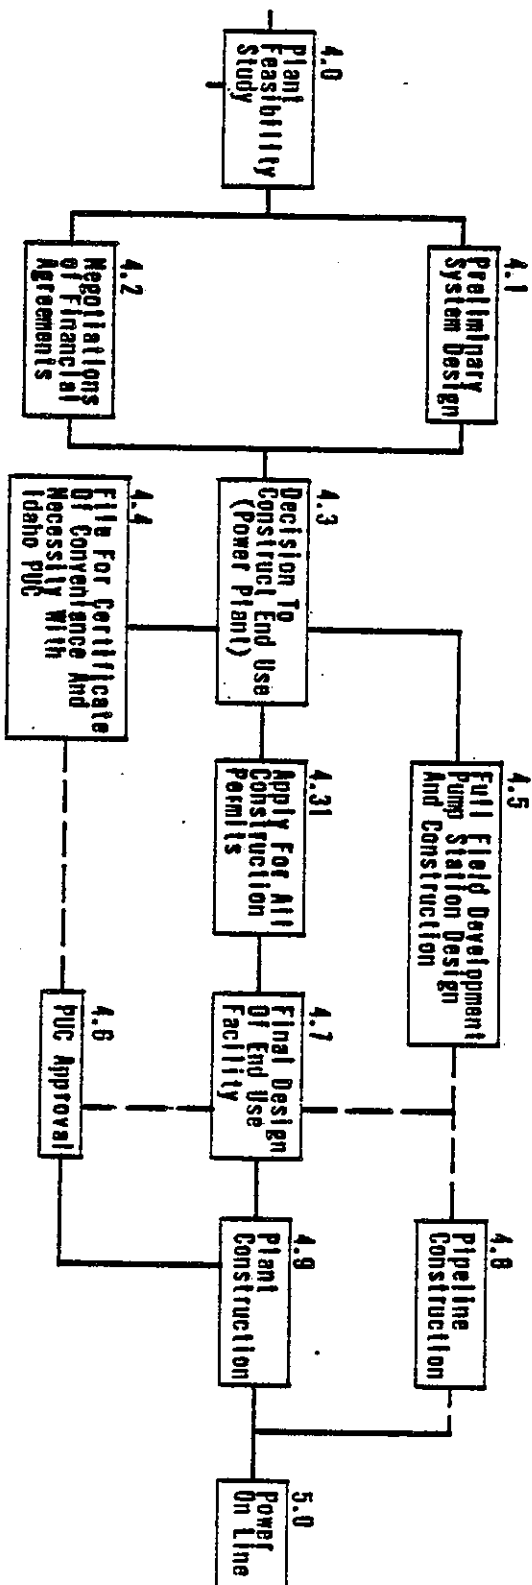 4.0
Plant
Feasibility
Study
4.1
Preliminary
System Design
4.2
Negotiations
of Financial
Agreements
4.3
Decision To
Construct End Use
(Power Plant)
4.4
File For Certificate
Of Convenience And
Necessity With
Idaho PUC
4.5
Full Field Development
Pump Station Design
And Construction
4.31
Apply For All
Construction
Permits
4.6
PUC Approval
4.7
Final Design
Of End Use
Facility
4.8
Pipeline
Construction
4.9
Plant
Construction
5.0
Power
On Line